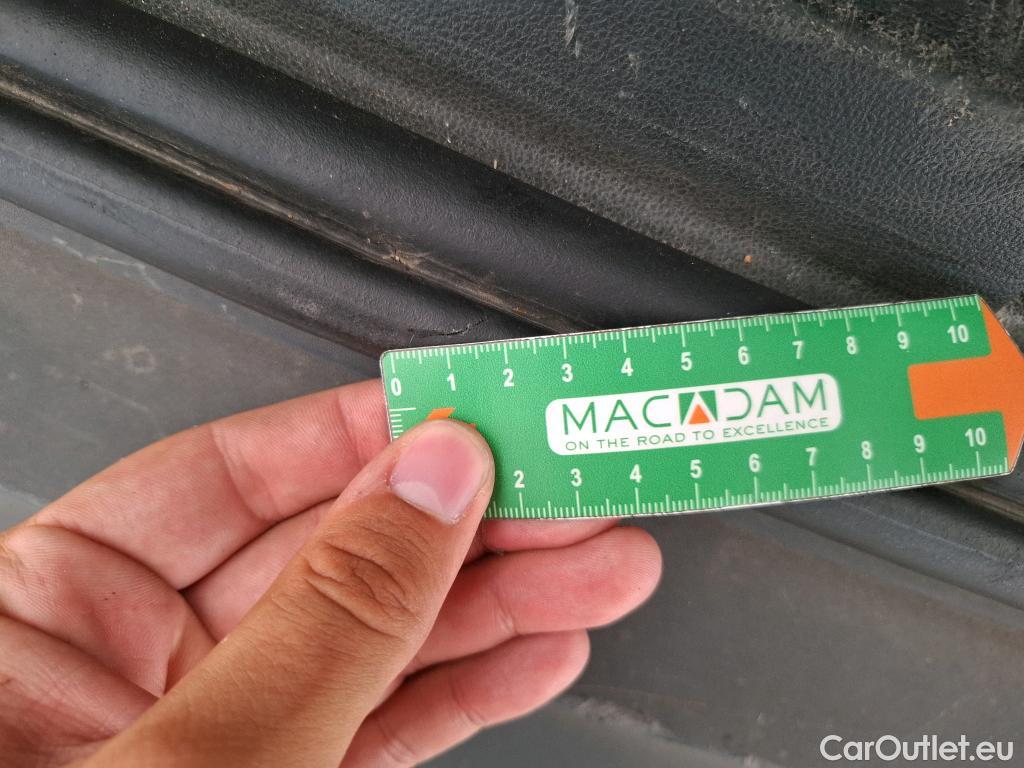 0 1 2 3 4 5 6 7 8 9 10
MACADAM
ON THE ROAD TO EXCELLENCE
2 3 4 5 6 7 8 9 10
CarOutlet.eu